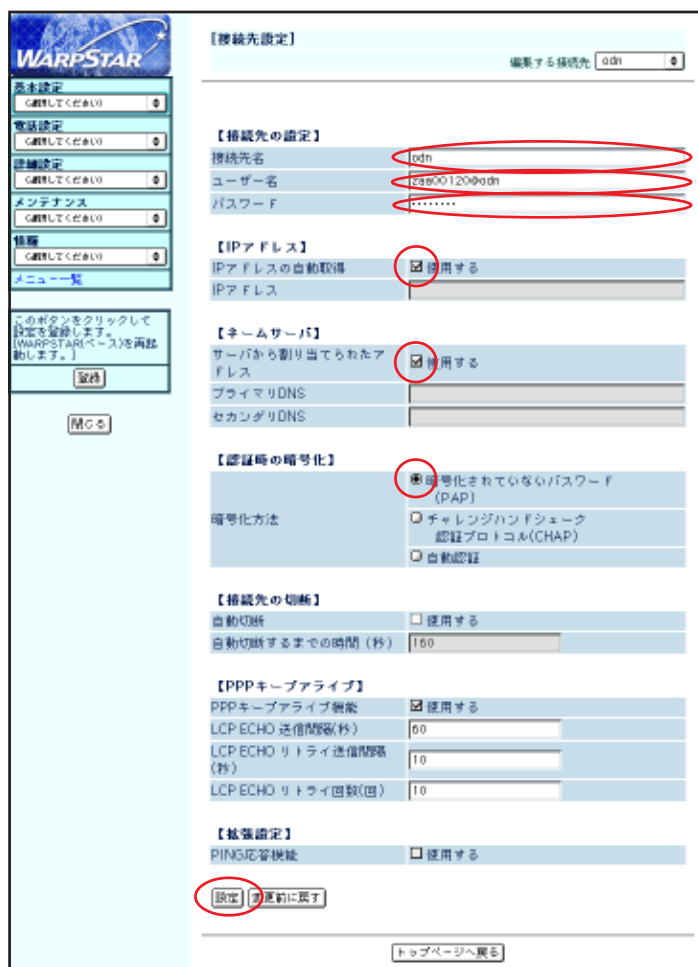 WARPSTAR
基本設定
(選択してください)
電話設定
(選択してください)
詳細設定
(選択してください)
メンテナンス
(選択してください)
情報
(選択してください)
メニュー一覧
このボタンをクリックして
設定を登録します。
[WARPSTAR(ベース)を再起
動します。]
登録
閉じる
[接続先設定]
編集する接続先 odn
【接続先の設定】
接続先名 odn
ユーザー名 zaa00120@odn
パスワード ········
【IPアドレス】
IPアドレスの自動取得 使用する
IPアドレス
【ネームサーバ】
サーバから割り当てられたア
ドレス 使用する
プライマリDNS
セカンダリDNS
【認証時の暗号化】
暗号化方法
暗号化されていないパスワード
(PAP)
チャレンジハンドシェーク
認証プロトコル(CHAP)
自動認証
【接続先の切断】
自動切断 使用する
自動切断するまでの時間(秒) 160
【PPPキープアライブ】
PPPキープアライブ機能 使用する
LCP ECHO 送信間隔(秒) 60
LCP ECHO リトライ送信間隔
(秒) 10
LCP ECHO リトライ回数(回) 10
【拡張設定】
PING応答機能 使用する
設定 変更前に戻す
トップページへ戻る